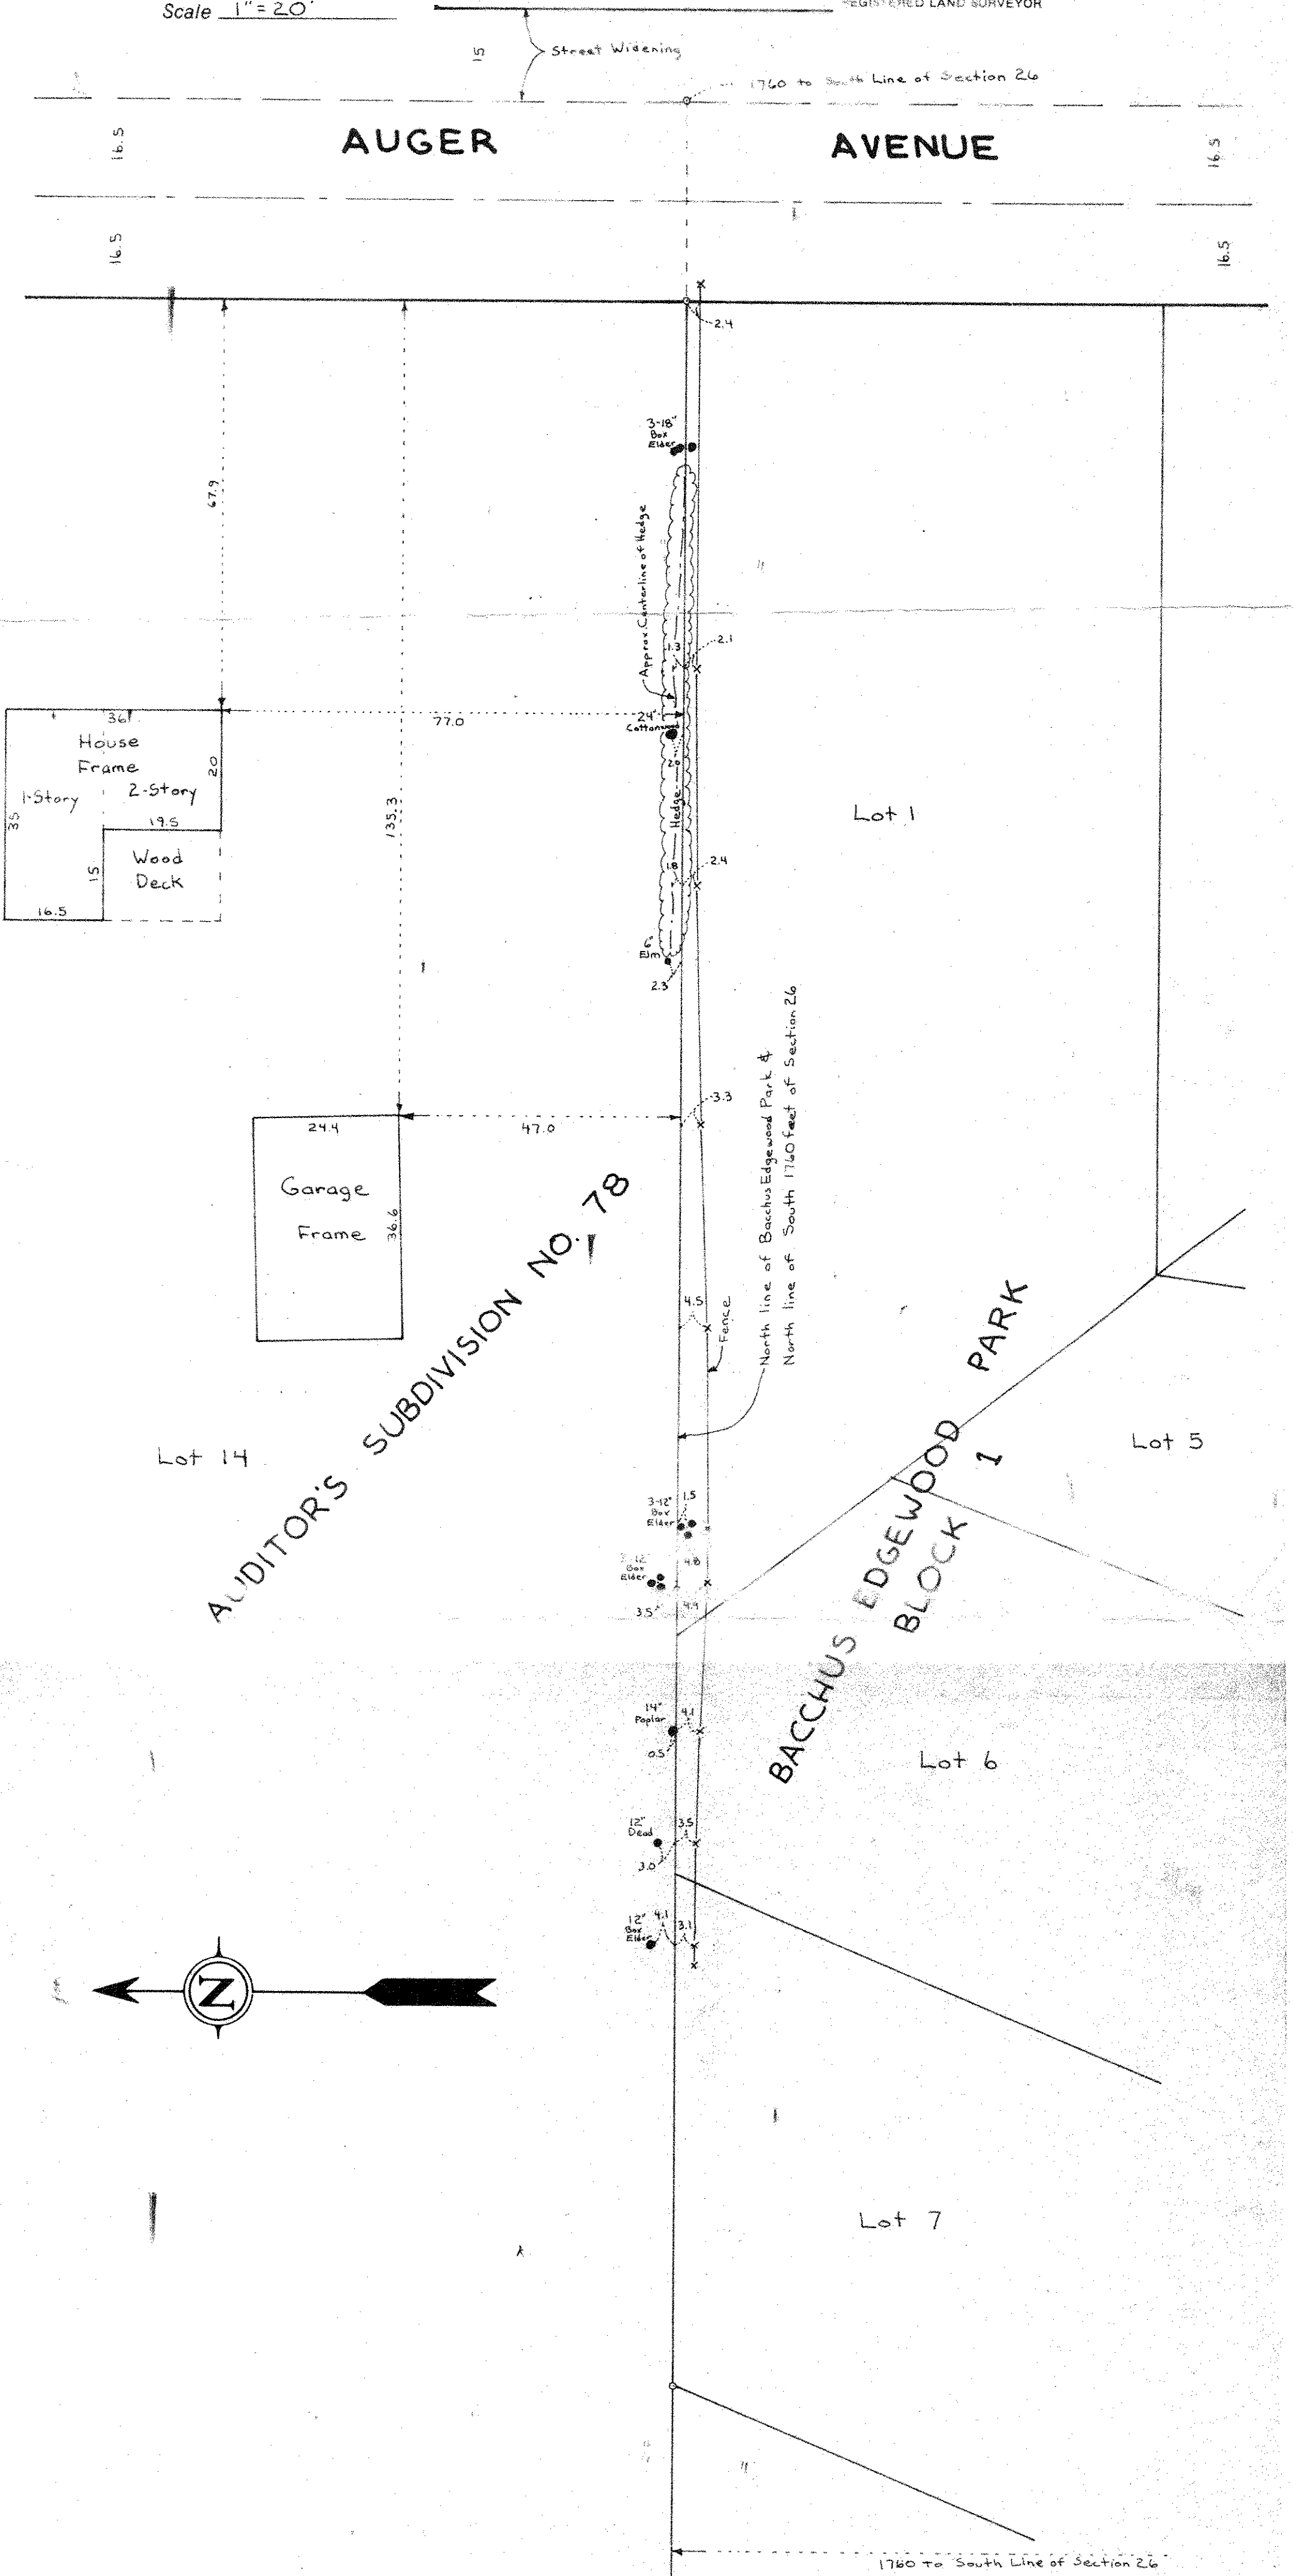 Scale 1"=20'
REGISTERED LAND SURVEYOR
15
Street Widening
1760 to South Line of Section 26
16.5
AUGER AVENUE
16.5
16.5
16.5
2.4
3-18"
Box
Elder
67.9
Approx. Centerline of Hedge
1.3
2.1
36
77.0
24"
Cottonwood
House
Frame
20
2.0
1-Story
2-Story
35
19.5
135.3
Hedge
Lot 1
Wood
Deck
15
1.8
2.4
16.5
6"
Elm
2.3
3.3
24.4
47.0
Garage
Frame
36.6
North line of Bacchus Edgewood Park &
North line of South 1760 feet of Section 26
4.5
Fence
AUDITOR'S SUBDIVISION NO. 78
Lot 14
BACCHUS EDGEWOOD PARK
BLOCK 1
Lot 5
3-12"
Box
Elder
1.5
3-12"
Box
Elder
4.8
3.5
4.9
14"
Poplar
4.1
0.5
Lot 6
12"
Dead
3.5
3.0
12"
Box
Elder
4.1
3.1
N
Lot 7
1760 to South Line of Section 26